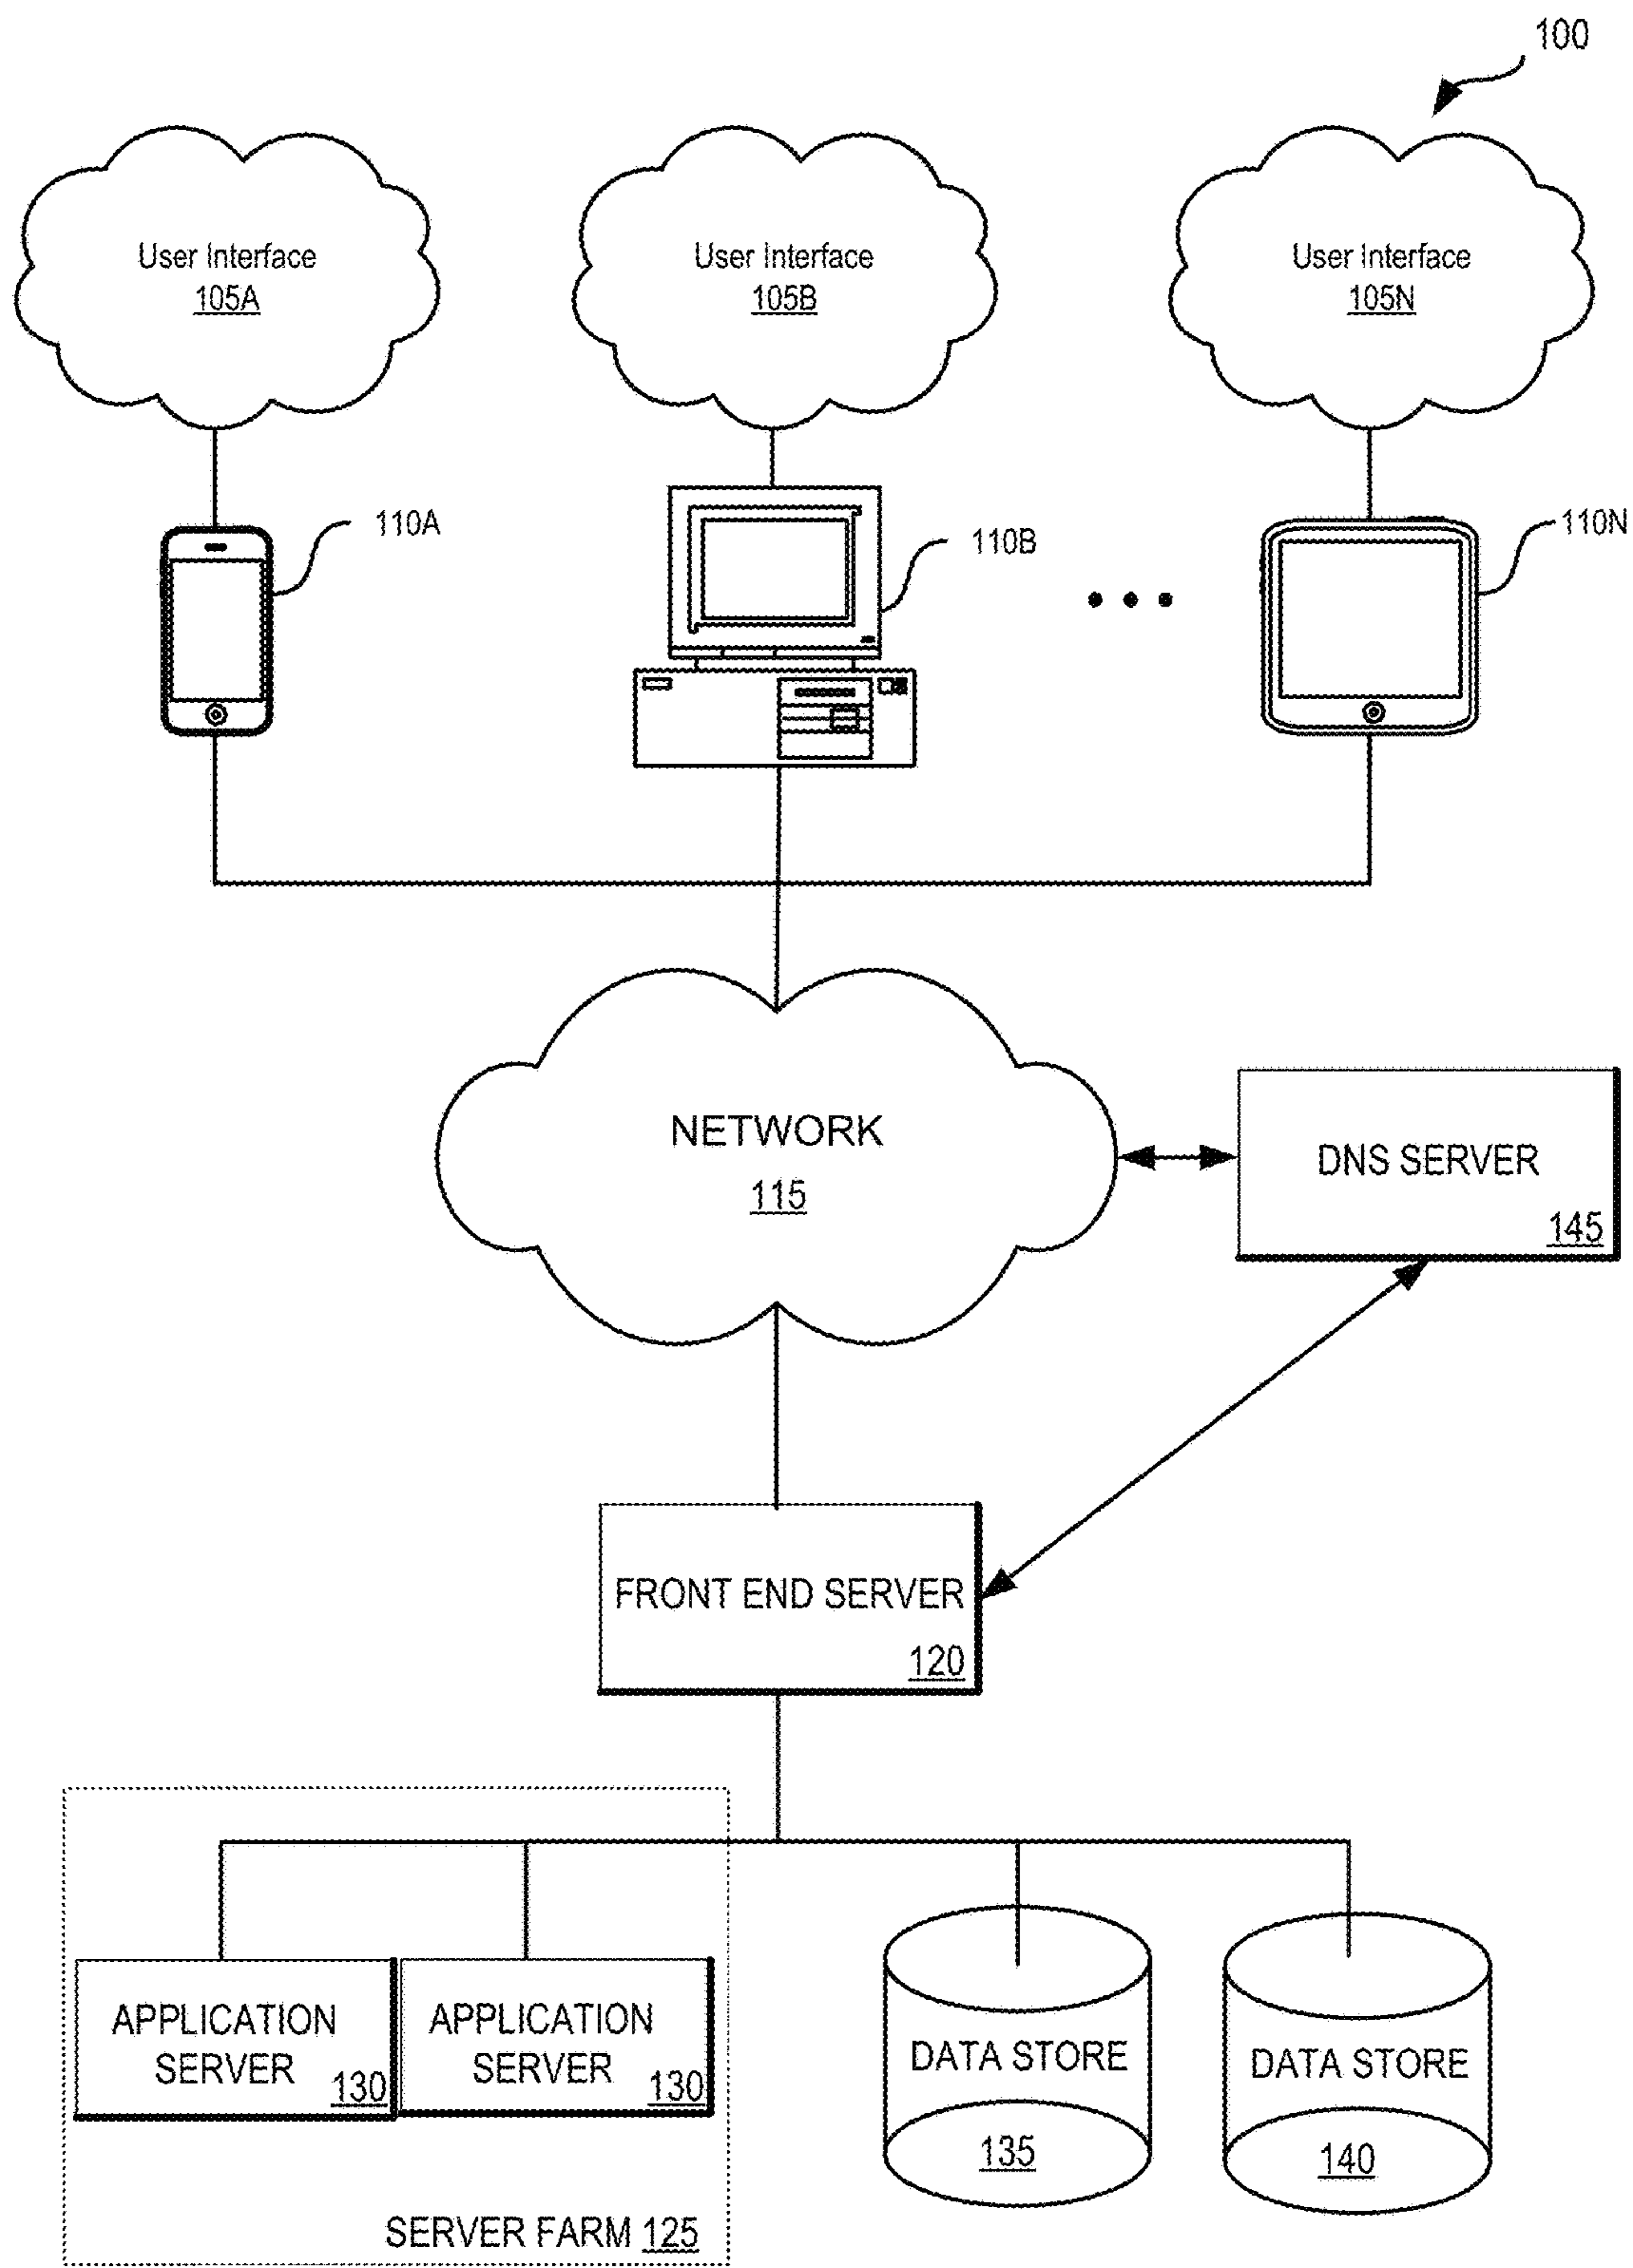 100
User Interface
105A
User Interface
105B
User Interface
105N
110A
110B
110N
NETWORK
115
DNS SERVER
145
FRONT END SERVER
120
APPLICATION
SERVER
130
APPLICATION
SERVER
130
DATA STORE
135
DATA STORE
140
SERVER FARM 125